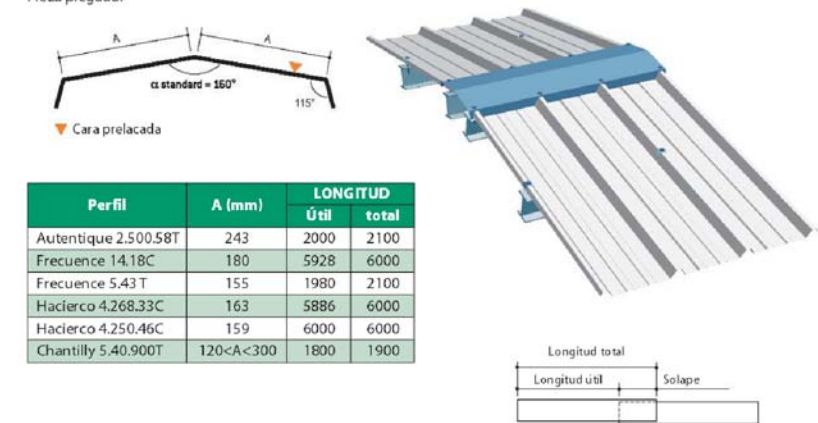 A A
α standard = 160°
115°
Cara prelacada
Perfil A (mm) LONGITUD
Útil total
Autentique 2.500.58T 243 2000 2100
Frecuence 14.18C 180 5928 6000
Frecuence 5.43 T 155 1980 2100
Hacierco 4.268.33C 163 5886 6000
Hacierco 4.250.46C 159 6000 6000
Chantilly 5.40.900T 120<A<300 1800 1900
Longitud total
Longitud útil Solape